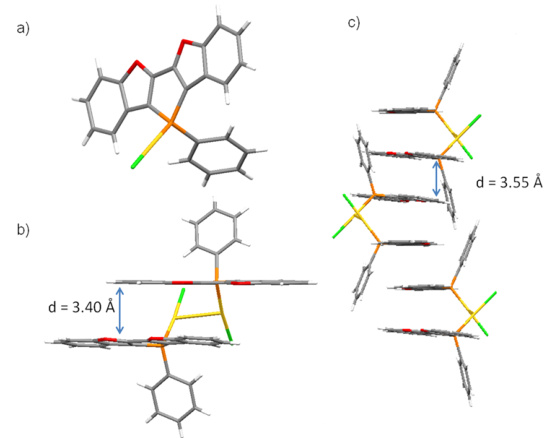 a)
c)
d = 3.55 Å
b)
d = 3.40 Å